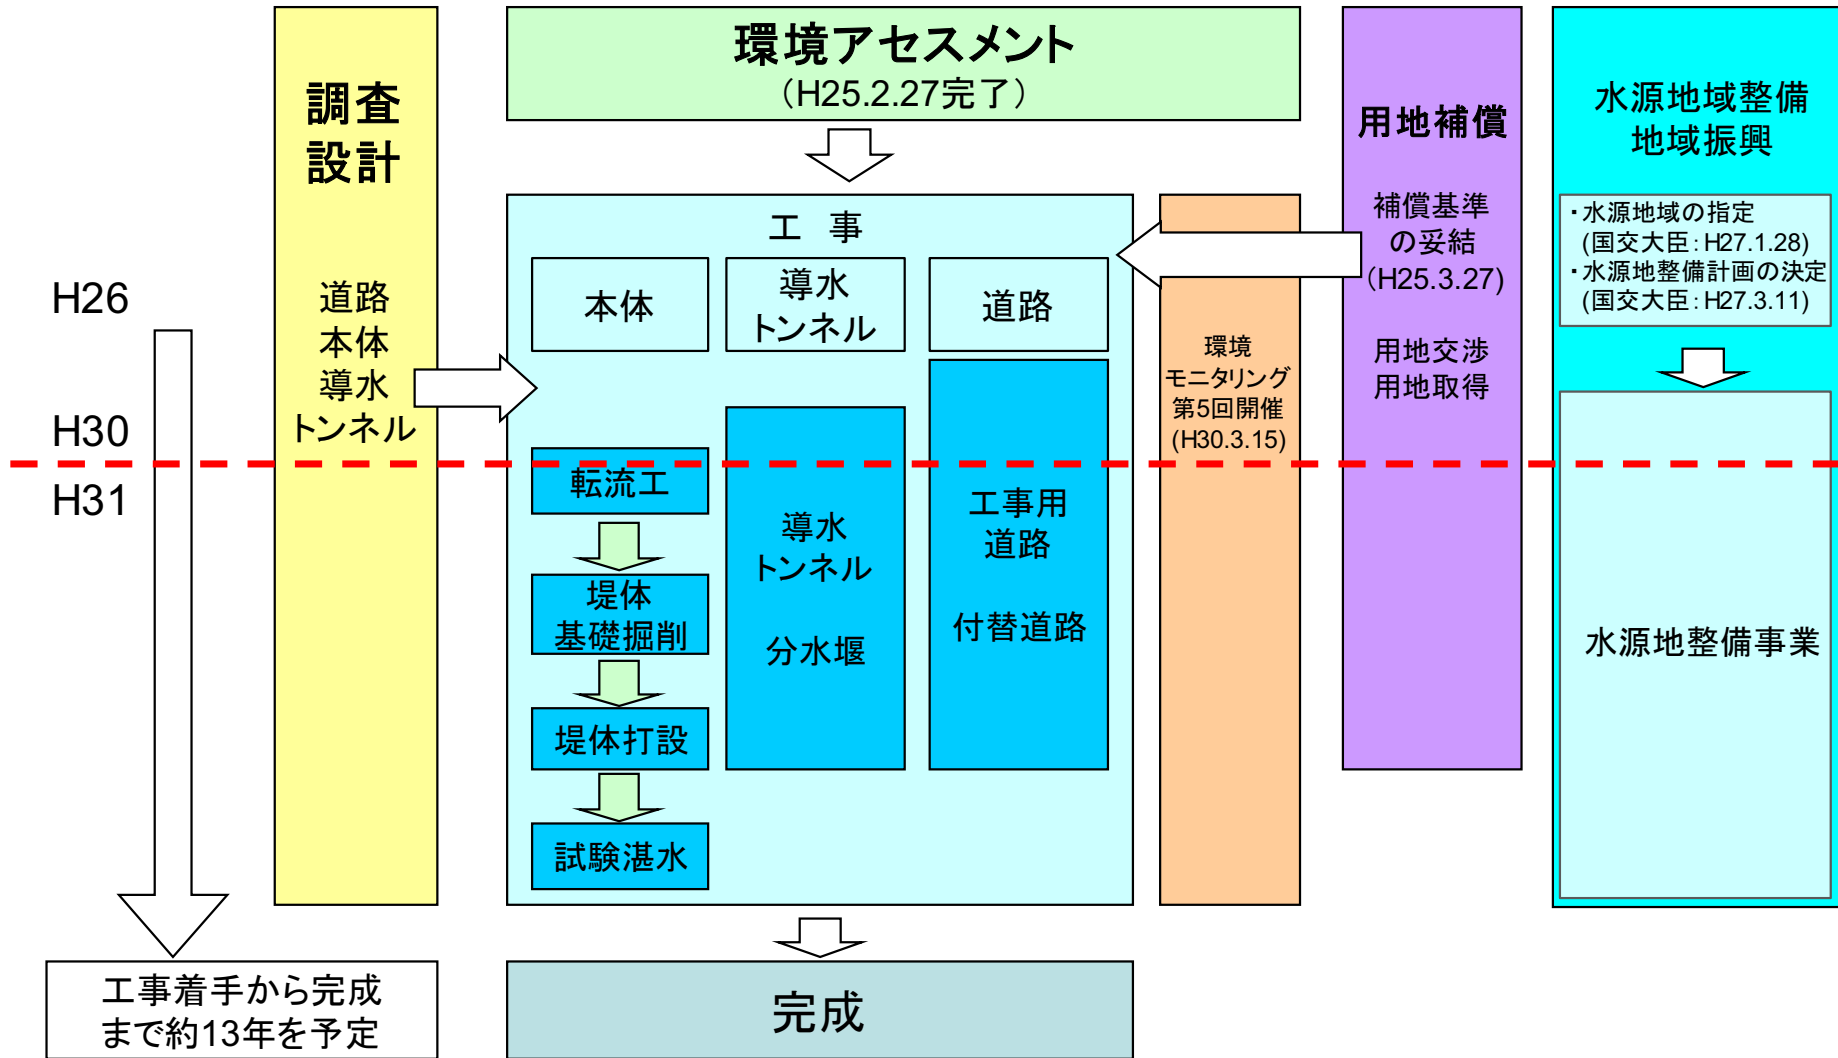 H26
H30
H31
工事着手から完成
まで約13年を予定
調査
設計
道路
本体
導水
トンネル
環境アセスメント
（H25.2.27完了）
工 事
本体
導水
トンネル
道路
転流工
堤体
基礎掘削
堤体打設
試験湛水
導水
トンネル
分水堰
工事用
道路
付替道路
完成
環境
モニタリング
第5回開催
(H30.3.15)
用地補償
補償基準
の妥結
（H25.3.27)
用地交渉
用地取得
水源地域整備
地域振興
・水源地域の指定
(国交大臣：H27.1.28)
・水源地整備計画の決定
(国交大臣：H27.3.11)
水源地整備事業